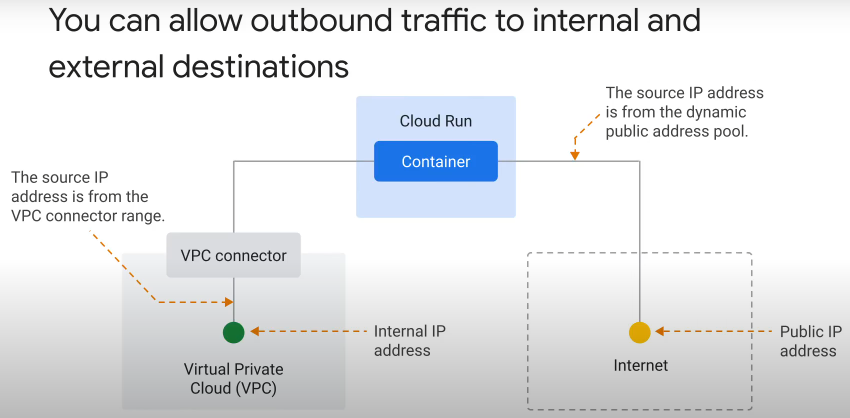 You can allow outbound traffic to internal and
external destinations
The source IP address
is from the dynamic
public address pool.
Cloud Run
Container
The source IP
address is from the
VPC connector range.
VPC connector
Internal IP
address
Public IP
address
Virtual Private
Cloud (VPC)
Internet